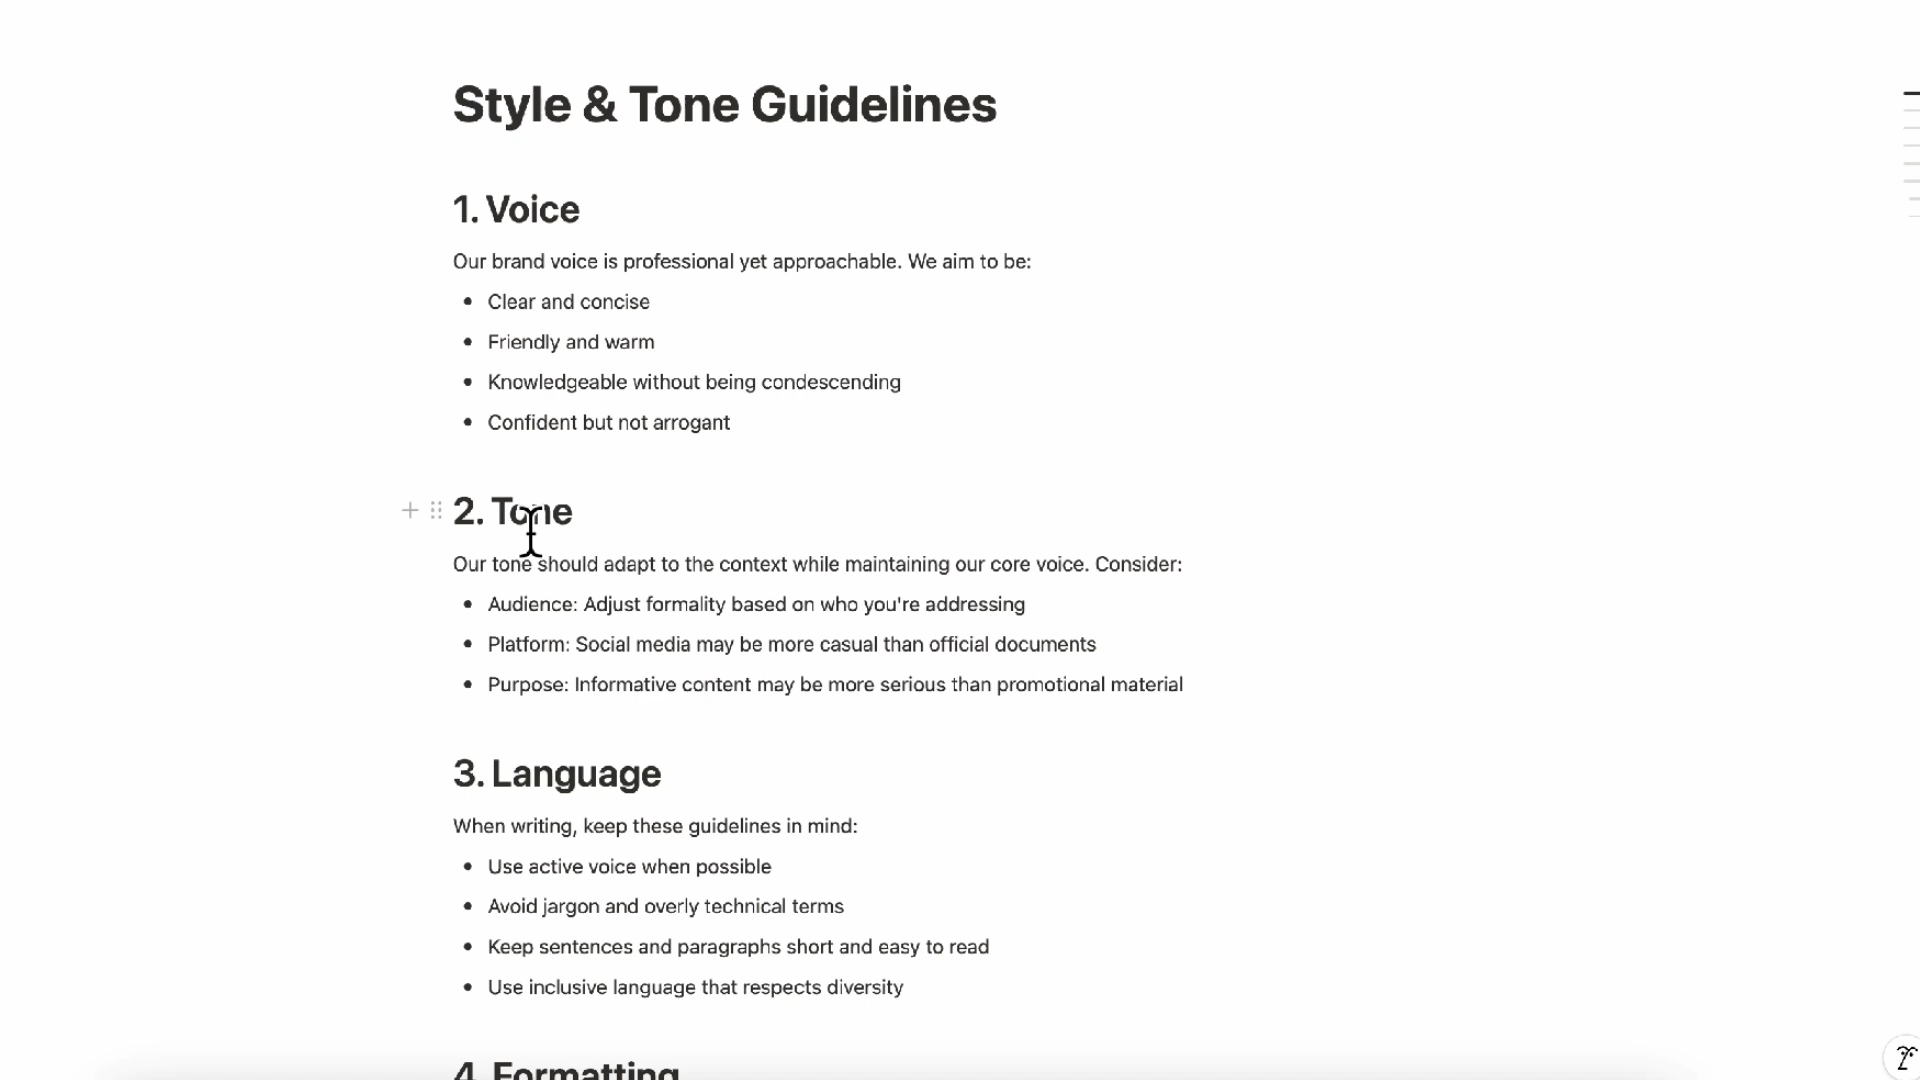 Style & Tone Guidelines
1. Voice
Our brand voice is professional yet approachable. We aim to be:
• Clear and concise
• Friendly and warm
• Knowledgeable without being condescending
• Confident but not arrogant
2. Tone
Our tone should adapt to the context while maintaining our core voice. Consider:
• Audience: Adjust formality based on who you're addressing
• Platform: Social media may be more casual than official documents
• Purpose: Informative content may be more serious than promotional material
3. Language
When writing, keep these guidelines in mind:
• Use active voice when possible
• Avoid jargon and overly technical terms
• Keep sentences and paragraphs short and easy to read
• Use inclusive language that respects diversity
4. Formatting